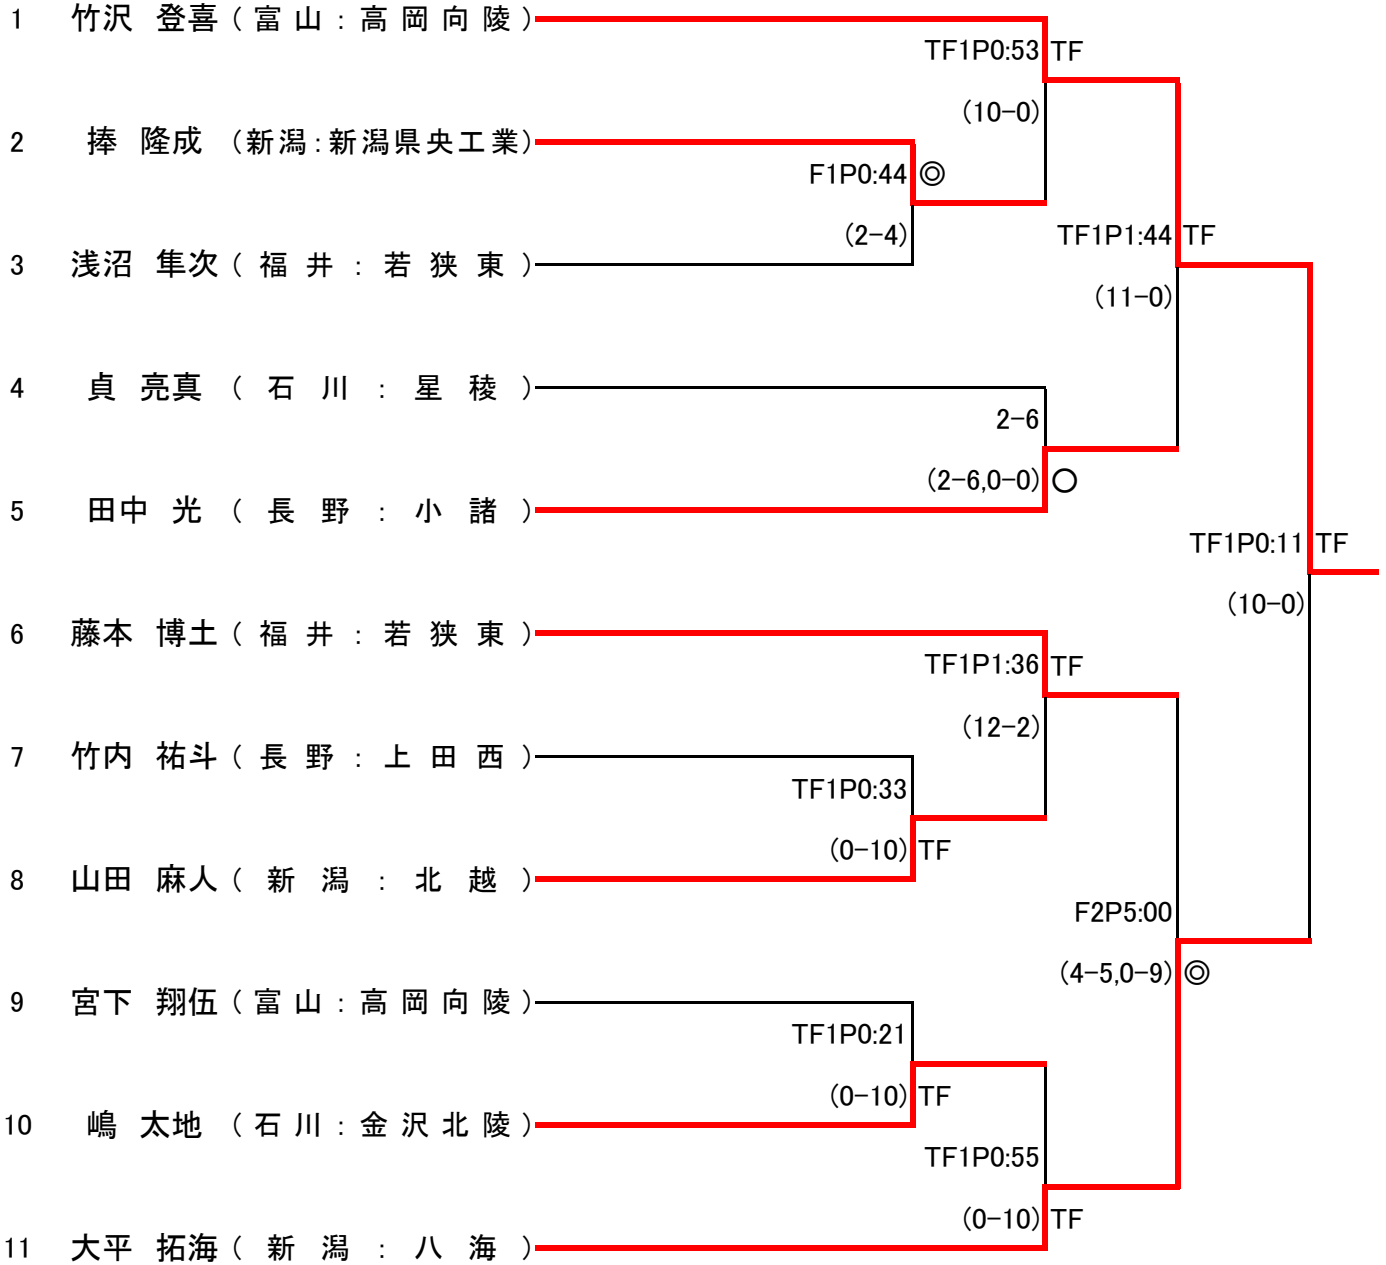 1 竹沢 登喜 (富山:高岡向陵)
TF1P0:53 TF
(10-0)
2 捧 隆成 (新潟:新潟県央工業)
F1P0:44 ◎
(2-4)
TF1P1:44 TF
3 浅沼 隼次 (福井:若狭東)
(11-0)
4 貞 亮真 (石川:星稜)
2-6
(2-6,0-0) ○
5 田中 光 (長野:小諸)
TF1P0:11 TF
(10-0)
6 藤本 博土 (福井:若狭東)
TF1P1:36 TF
(12-2)
7 竹内 祐斗 (長野:上田西)
TF1P0:33
(0-10) TF
8 山田 麻人 (新潟:北越)
F2P5:00
(4-5,0-9) ◎
9 宮下 翔伍 (富山:高岡向陵)
TF1P0:21
(0-10) TF
10 嶋 太地 (石川:金沢北陵)
TF1P0:55
(0-10) TF
11 大平 拓海 (新潟:八海)